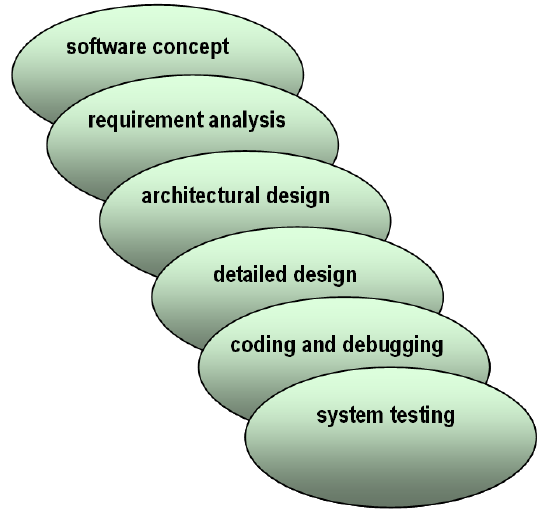 software concept
requirement analysis
architectural design
detailed design
coding and debugging
system testing